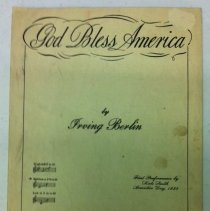 God Bless America
by
Irving Berlin
First Performance by
Kate Smith
Armistice Day, 1938